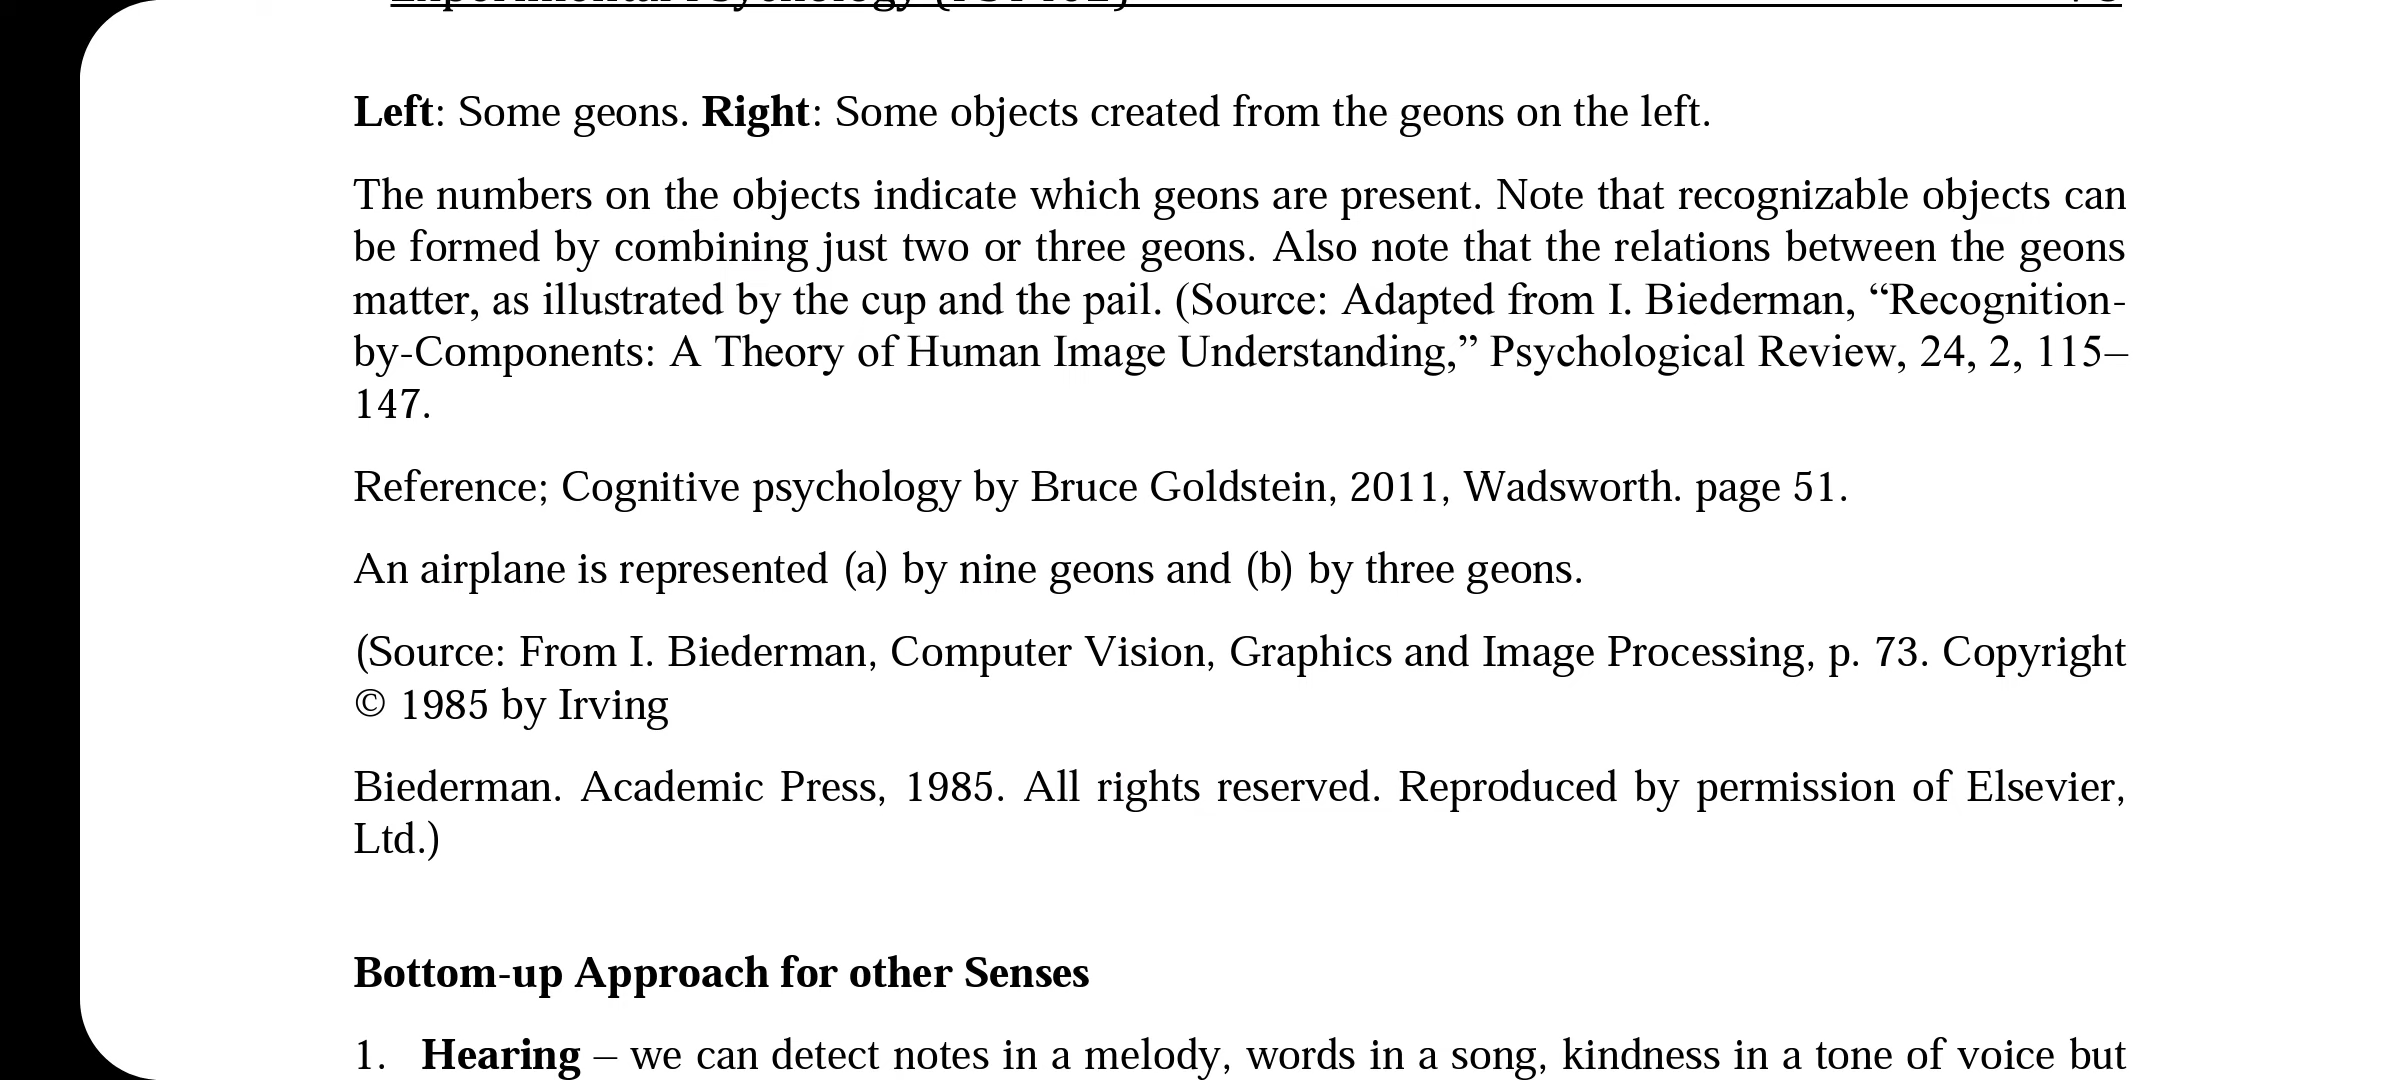 Experimental Psychology (PSY402)
Left: Some geons. Right: Some objects created from the geons on the left.
The numbers on the objects indicate which geons are present. Note that recognizable objects can
be formed by combining just two or three geons. Also note that the relations between the geons
matter, as illustrated by the cup and the pail. (Source: Adapted from I. Biederman, “Recognition-
by-Components: A Theory of Human Image Understanding,” Psychological Review, 24, 2, 115–
147.
Reference; Cognitive psychology by Bruce Goldstein, 2011, Wadsworth. page 51.
An airplane is represented (a) by nine geons and (b) by three geons.
(Source: From I. Biederman, Computer Vision, Graphics and Image Processing, p. 73. Copyright
© 1985 by Irving
Biederman. Academic Press, 1985. All rights reserved. Reproduced by permission of Elsevier,
Ltd.)
Bottom-up Approach for other Senses
1. Hearing – we can detect notes in a melody, words in a song, kindness in a tone of voice but